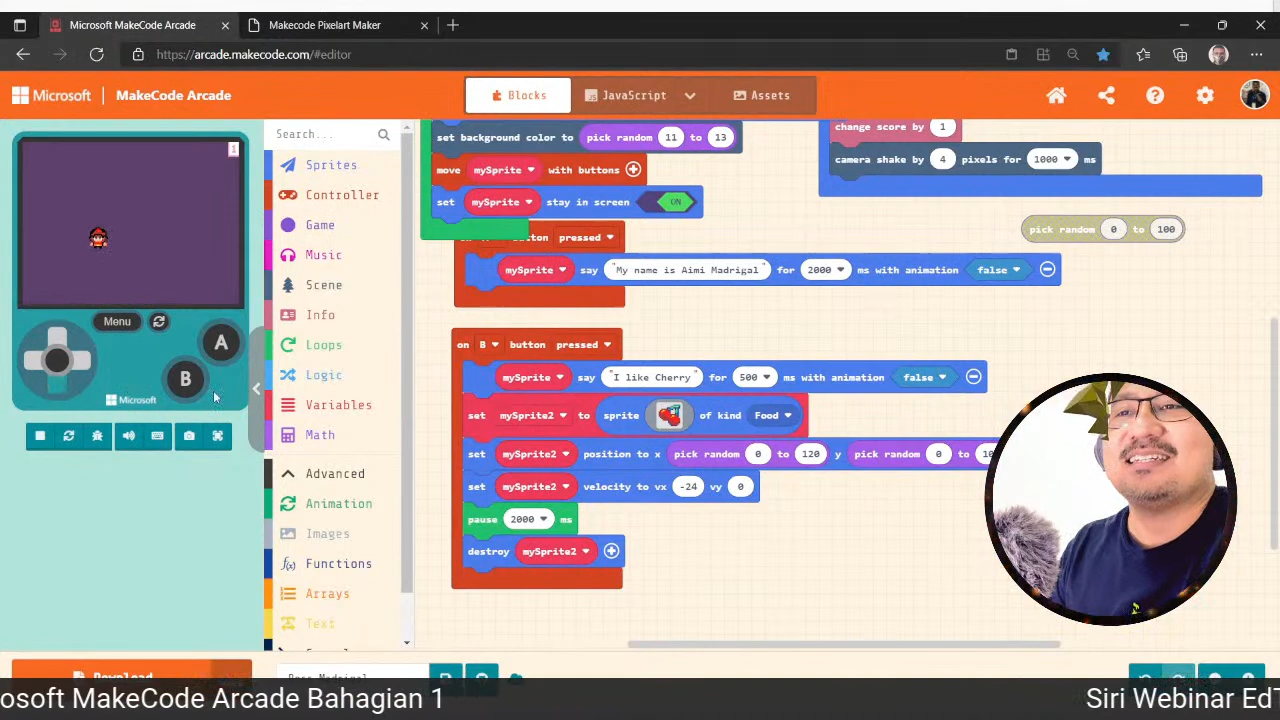 Microsoft MakeCode Arcade
Makecode Pixelart Maker
https://arcade.makecode.com/#editor
Microsoft
MakeCode Arcade
Blocks
JavaScript
Assets
1
Menu
A
B
Microsoft
Search...
Sprites
Controller
Game
Music
Scene
Info
Loops
Logic
Variables
Math
Advanced
Animation
Images
Functions
Arrays
Text
set background color to pick random 11 to 13
move mySprite with buttons
set mySprite stay in screen ON
button pressed
mySprite say "My name is Aimi Madrigal" for 2000 ms with animation false
on B button pressed
mySprite say "I like Cherry" for 500 ms with animation false
set mySprite2 to sprite of kind Food
set mySprite2 position to x pick random 0 to 120 y pick random 0 to
set mySprite2 velocity to vx -24 vy 0
pause 2000 ms
destroy mySprite2
change score by 1
camera shake by 4 pixels for 1000 ms
pick random 0 to 100
Download
osoft MakeCode Arcade Bahagian 1
Siri Webinar EdT